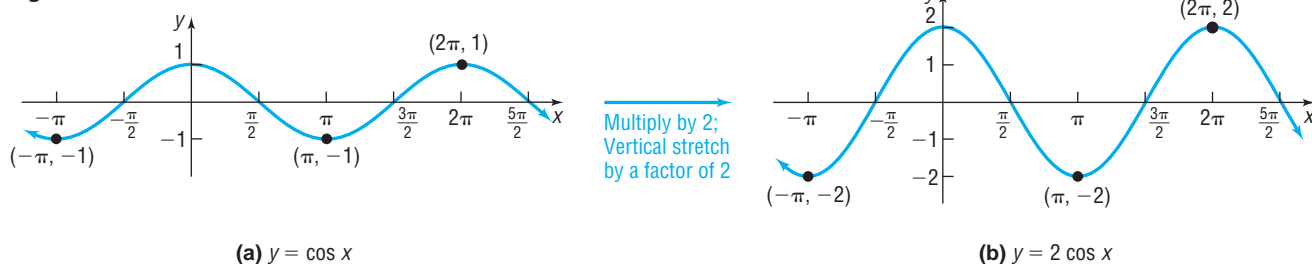 y
1
(2π, 1)
−π
−π/2
π/2
π
3π/2
2π
5π/2
x
−1
(−π, −1)
(π, −1)
Multiply by 2;
Vertical stretch
by a factor of 2
2
(2π, 2)
1
−π
−π/2
π/2
π
3π/2
2π
5π/2
x
−1
−2
(−π, −2)
(π, −2)
(a) y = cos x
(b) y = 2 cos x